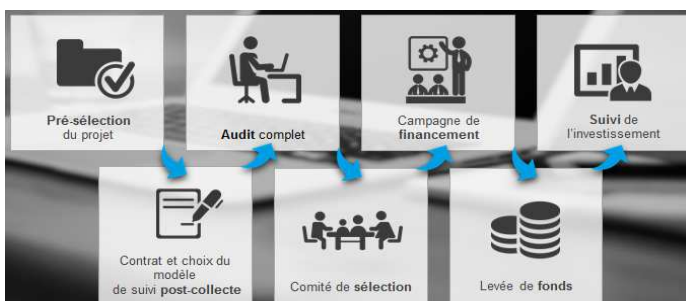 Pré-sélection
du projet
Contrat et choix du
modèle
de suivi post-collecte
Audit complet
Comité de sélection
Campagne de
financement
Levée de fonds
Suivi de
l'investissement